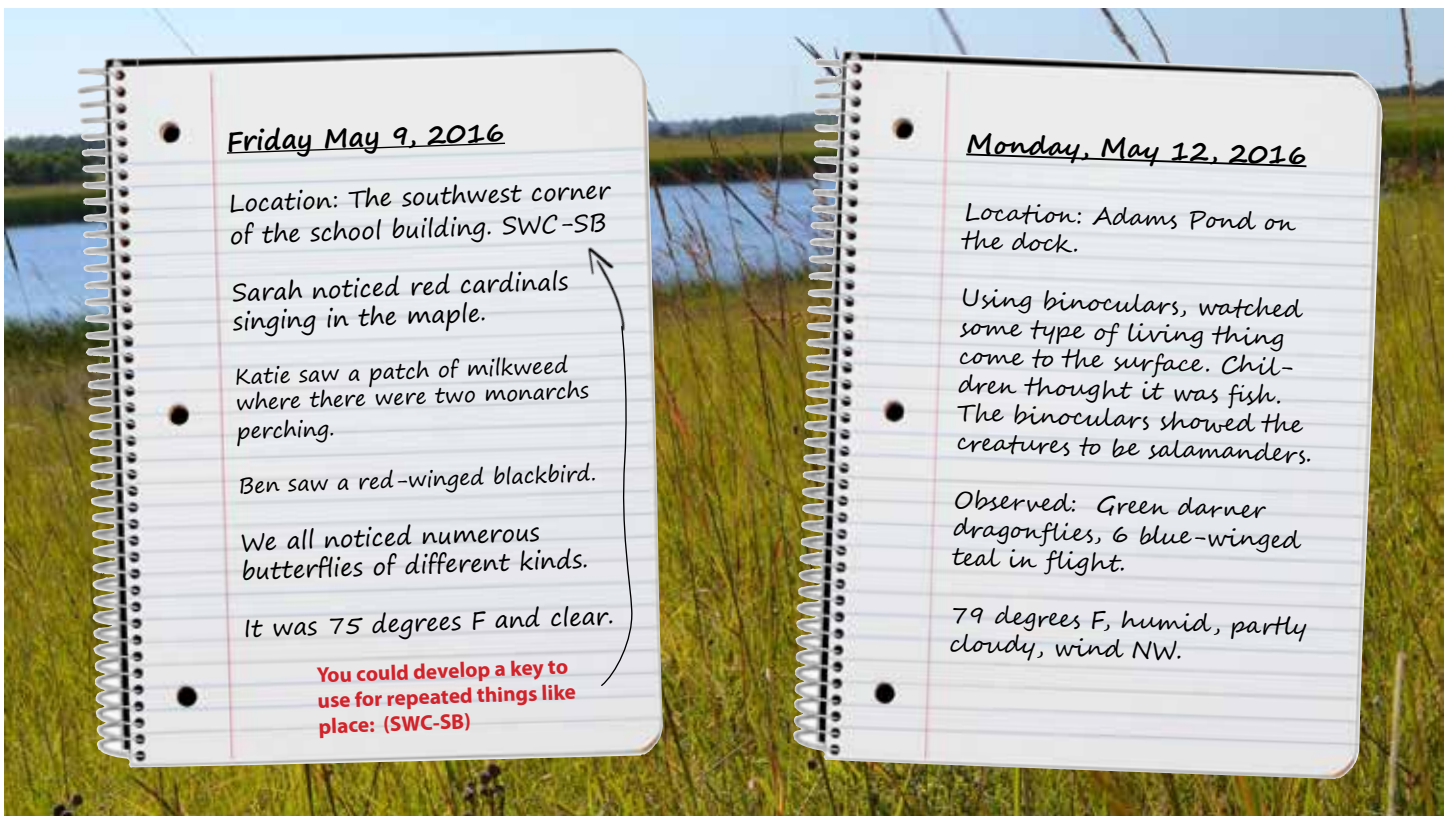 Friday May 9, 2016
Location: The southwest corner
of the school building. SWC-SB
Sarah noticed red cardinals
singing in the maple.
Katie saw a patch of milkweed
where there were two monarchs
perching.
Ben saw a red-winged blackbird.
We all noticed numerous
butterflies of different kinds.
It was 75 degrees F and clear.
You could develop a key to
use for repeated things like
place: (SWC-SB)
Monday, May 12, 2016
Location: Adams Pond on
the dock.
Using binoculars, watched
some type of living thing
come to the surface. Chil-
dren thought it was fish.
The binoculars showed the
creatures to be salamanders.
Observed: Green darner
dragonflies, 6 blue-winged
teal in flight.
79 degrees F, humid, partly
cloudy, wind NW.